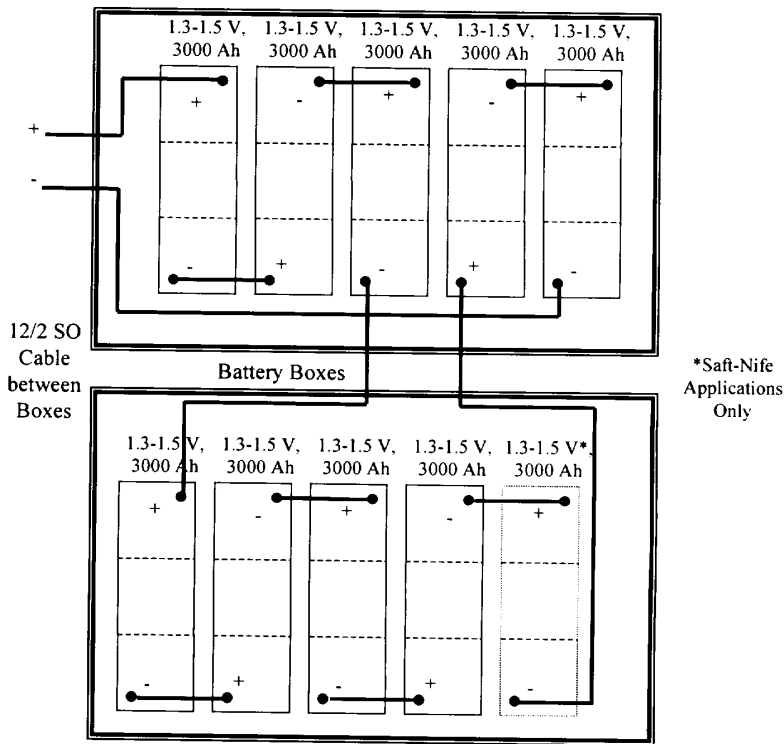 1.3-1.5 V, 1.3-1.5 V, 1.3-1.5 V, 1.3-1.5 V, 1.3-1.5 V,
3000 Ah 3000 Ah 3000 Ah 3000 Ah 3000 Ah
+ - + - +
+
-
- + - + -
12/2 SO
Cable
between
Boxes
Battery Boxes
*Saft-Nife
Applications
Only
1.3-1.5 V, 1.3-1.5 V, 1.3-1.5 V, 1.3-1.5 V, 1.3-1.5 V*,
3000 Ah 3000 Ah 3000 Ah 3000 Ah 3000 Ah
+ - + - +
- + - + -